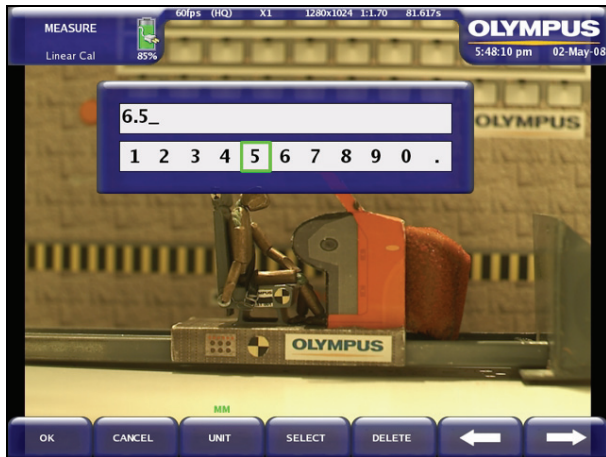 60fps (HQ) X1 1280x1024 1:1.70 81.617s
MEASURE
OLYMPUS
Linear Cal
85%
5:48:10 pm 02-May-08
6.5_
1 2 3 4 5 6 7 8 9 0 .
OLYMPUS
OLYMPUS
MM
OK CANCEL UNIT SELECT DELETE